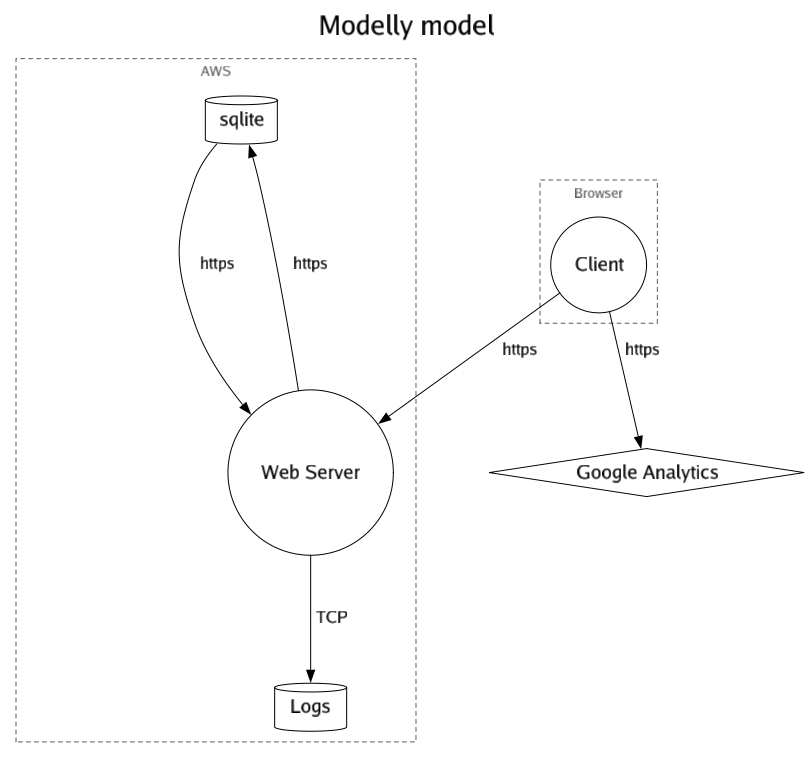 Modelly model
AWS
sqlite
Browser
https
https
Client
https
https
Web Server
Google Analytics
TCP
Logs